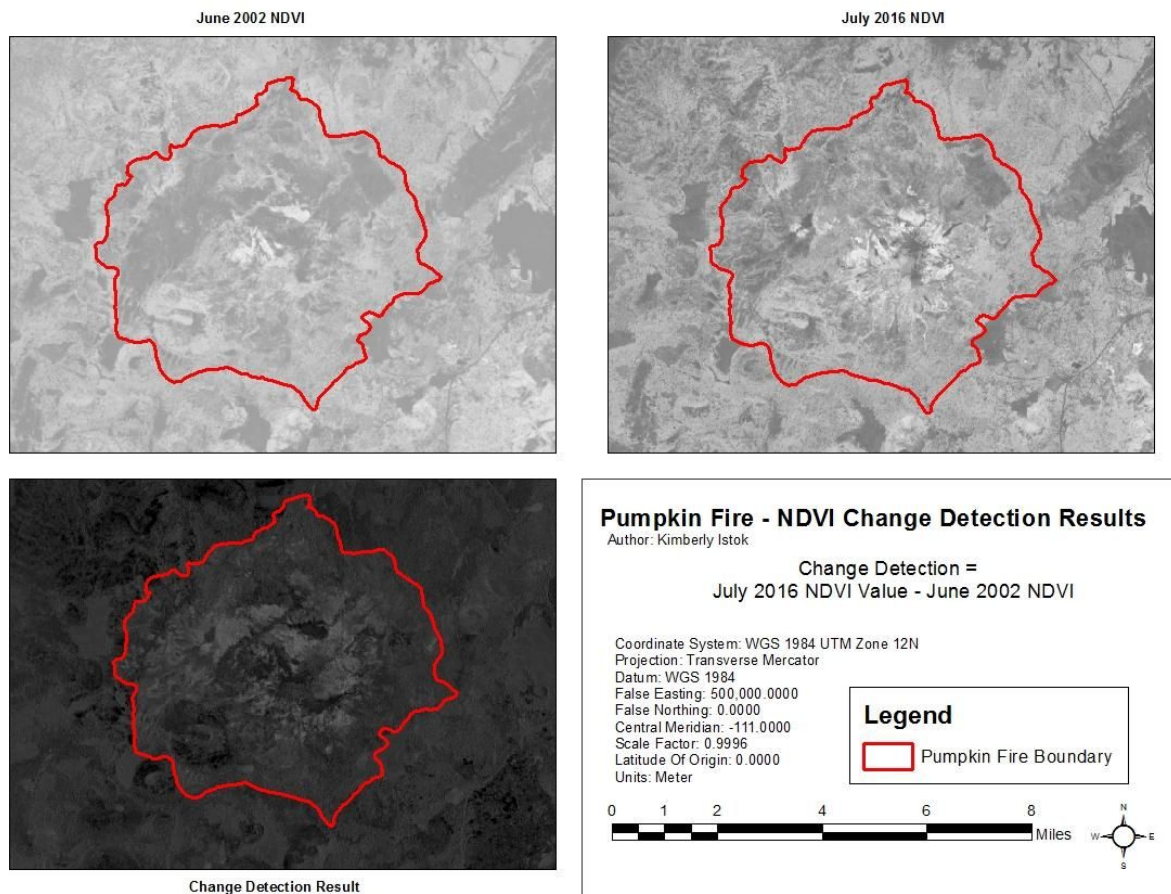 June 2002 NDVI
July 2016 NDVI
Change Detection Result
Pumpkin Fire - NDVI Change Detection Results
Author: Kimberly Istok
Change Detection =
July 2016 NDVI Value - June 2002 NDVI
Coordinate System: WGS 1984 UTM Zone 12N
Projection: Transverse Mercator
Datum: WGS 1984
False Easting: 500,000.0000
False Northing: 0.0000
Central Meridian: -111.0000
Scale Factor: 0.9996
Latitude Of Origin: 0.0000
Units: Meter
Legend
Pumpkin Fire Boundary
0 1 2 4 6 8
Miles
N
W E
S